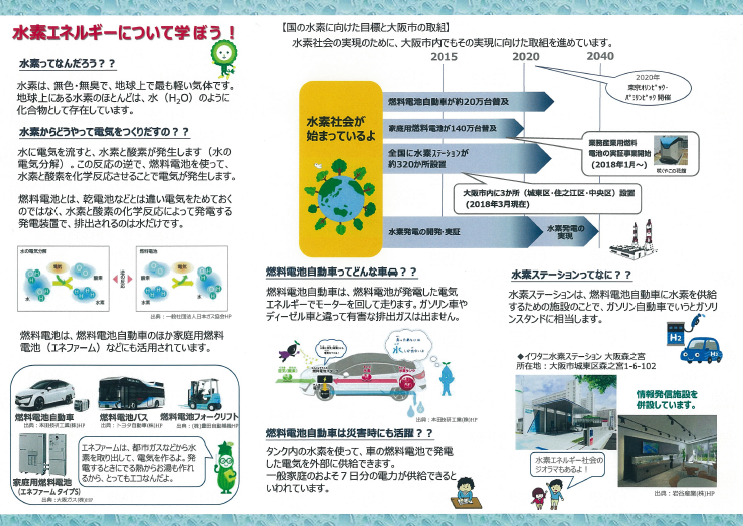 水素エネルギーについて学ぼう！
水素ってなんだろう？？
水素は、無色・無臭で、地球上で最も軽い気体です。
地球上にある水素のほとんどは、水（H₂O）のように
化合物として存在しています。
水素からどうやって電気をつくりだすの？？
水に電気を流すと、水素と酸素が発生します（水の
電気分解）。この反応の逆で、燃料電池を使って、
水素と酸素を化学反応させることで電気が発生します。
燃料電池とは、乾電池などとは違い電気をためておく
のではなく、水素と酸素の化学反応によって発電する
発電装置で、排出されるのは水だけです。
水の電気分解
電気
水
酸素
水素
逆の反応
燃料電池
電気
酸素
水
水素
出典：一般社団法人日本ガス協会HP
燃料電池は、燃料電池自動車のほか家庭用燃料
電池（エネファーム）などにも活用されています。
燃料電池自動車
出典：本田技研工業(株)HP
燃料電池バス
出典：トヨタ自動車(株)HP
燃料電池フォークリフト
出典：(株)豊田自動織機HP
家庭用燃料電池
（エネファーム タイプS）
出典：大阪ガス(株)HP
エネファームは、都市ガスなどから水
素を取り出して、電気を作るよ。発
電するときにでる熱からお湯も作れ
るから、とってもエコなんだよ。
【国の水素に向けた目標と大阪市の取組】
水素社会の実現のために、大阪市内でもその実現に向けた取組を進めています。
2015
2020
2040
2020年
東京オリンピック・
パラリンピック 開催
水素社会が
始まっているよ
燃料電池自動車が約20万台普及
家庭用燃料電池が140万台普及
全国に水素ステーションが
約320か所設置
業務産業用燃料
電池の実証事業開始
（2018年1月～）
咲くやこの花館
大阪市内に3か所（城東区・住之江区・中央区）設置
（2018年3月現在）
水素発電の開発・実証
水素発電の
実現
燃料電池自動車ってどんな車？？
燃料電池自動車は、燃料電池が発電した電気
エネルギーでモーターを回して走ります。ガソリン車や
ディーゼル車と違って有害な排出ガスは出ません。
出典：本田技研工業(株)HP
燃料電池自動車は災害時にも活躍？？
タンク内の水素を使って、車の燃料電池で発電
した電気を外部に供給できます。
一般家庭のおよそ７日分の電力が供給できると
いわれています。
水素ステーションってなに？？
水素ステーションは、燃料電池自動車に水素を供給
するための施設のことで、ガソリン自動車でいうとガソリ
ンスタンドに相当します。
H2
◆イワタニ水素ステーション 大阪森之宮
所在地：大阪市城東区森之宮1-6-102
情報発信施設を
併設しています。
水素エネルギー社会の
ジオラマもあるよ！
出典：岩谷産業(株)HP